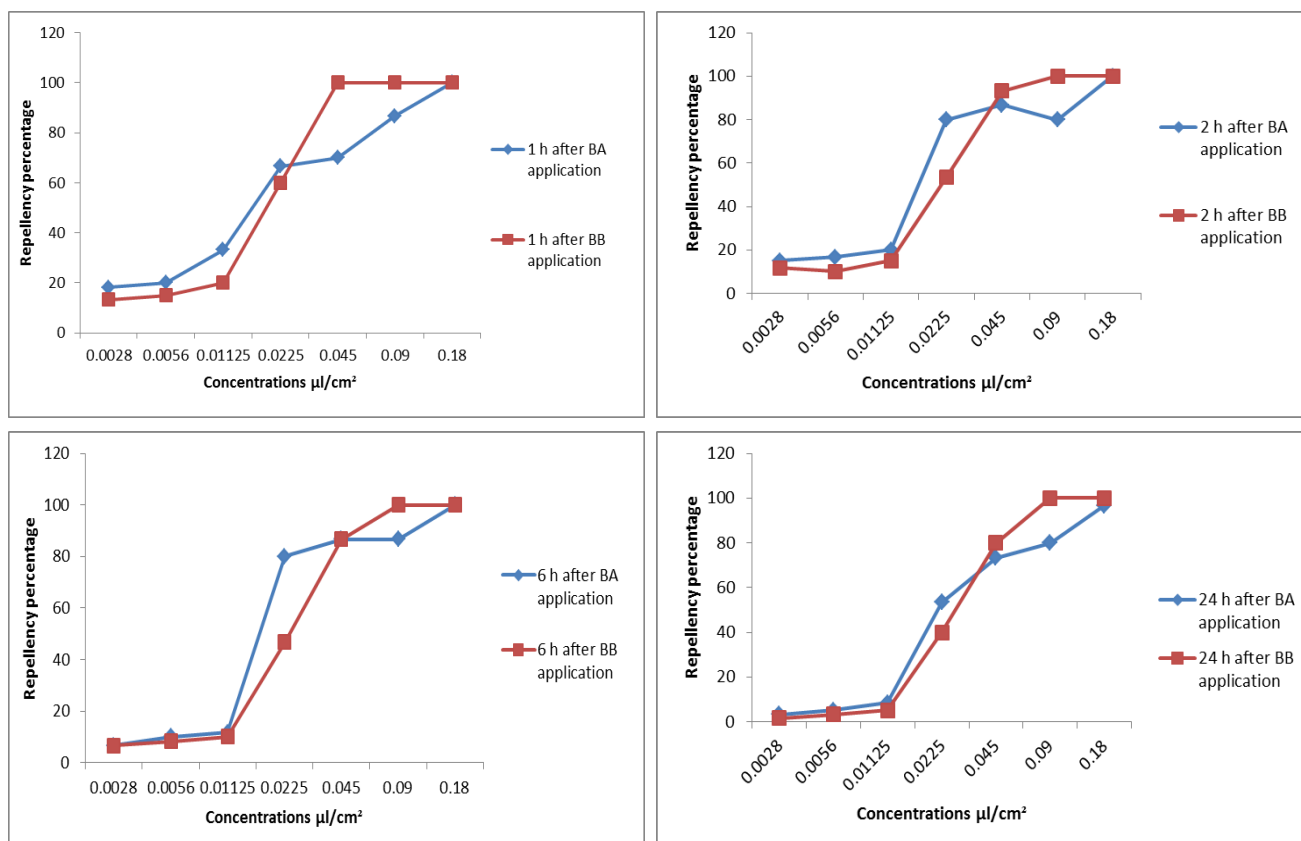 120
100
80
60
40
20
0
Repellency percentage
0.0028 0.0056 0.01125 0.0225 0.045 0.09 0.18
Concentrations µl/cm²
1 h after BA
application
1 h after BB
application
120
100
80
60
40
20
0
Repellency percentage
0.0028 0.0056 0.01125 0.0225 0.045 0.09 0.18
Concentrations µl/cm²
2 h after BA
application
2 h after BB
application
120
100
80
60
40
20
0
Repellency percentage
0.0028 0.0056 0.01125 0.0225 0.045 0.09 0.18
Concentrations µl/cm²
6 h after BA
application
6 h after BB
application
120
100
80
60
40
20
0
Repellency percentage
0.0028 0.0056 0.01125 0.0225 0.045 0.09 0.18
Concentrations µl/cm²
24 h after BA
application
24 h after BB
application